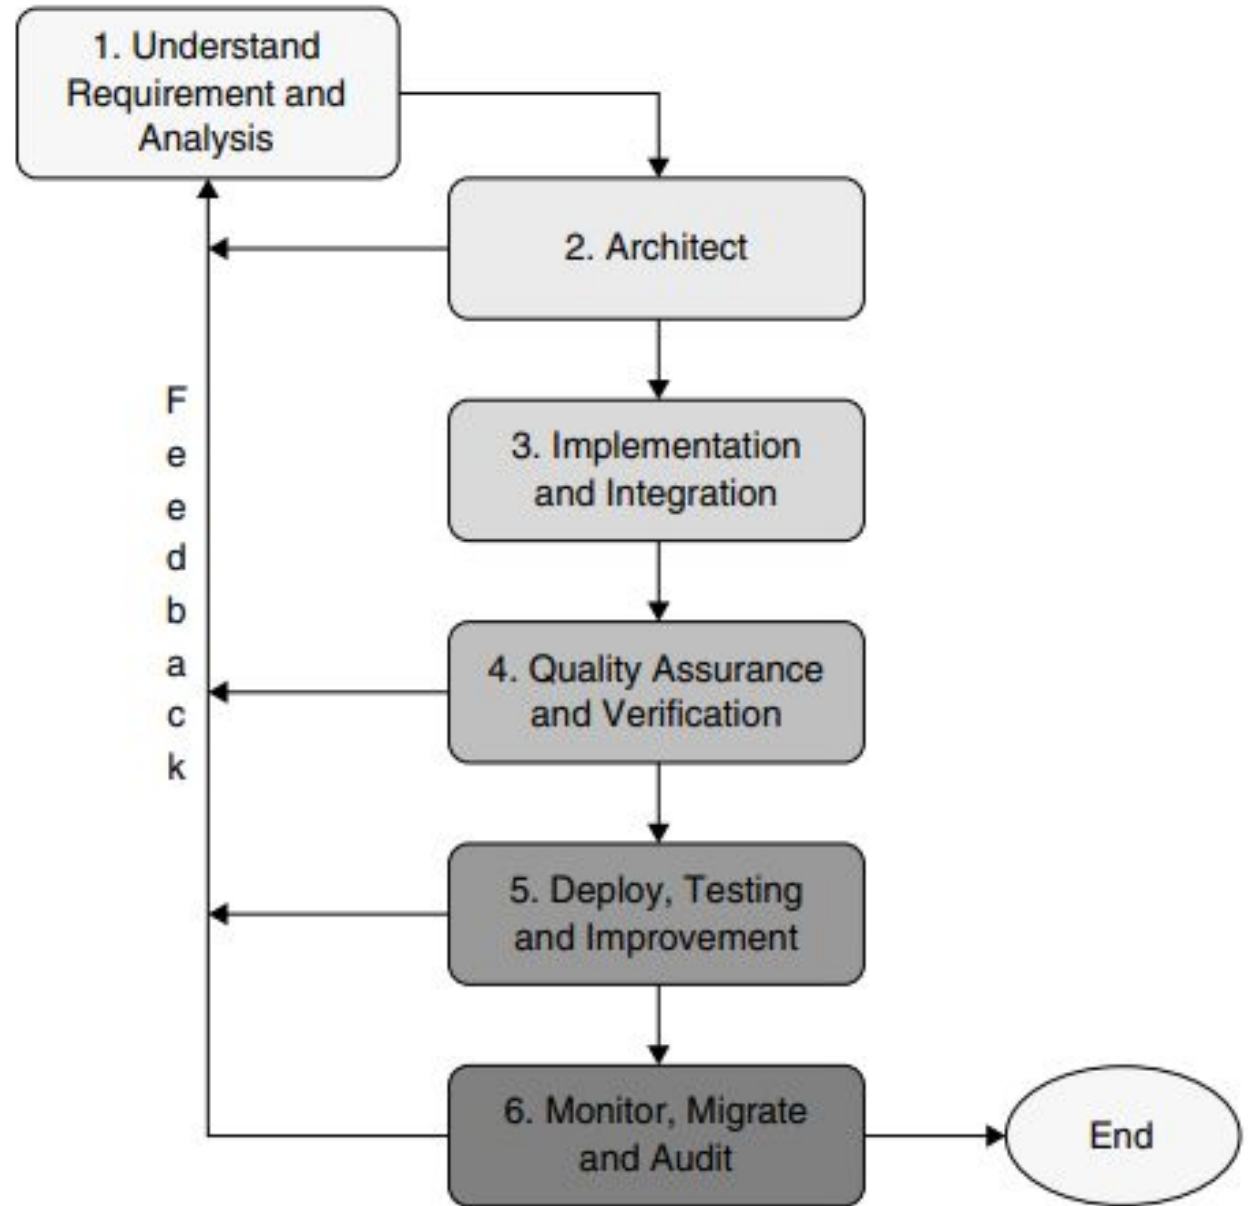 1. Understand
Requirement and
Analysis
2. Architect
3. Implementation
and Integration
F
e
e
d
b
a
c
k
4. Quality Assurance
and Verification
5. Deploy, Testing
and Improvement
6. Monitor, Migrate
and Audit
End